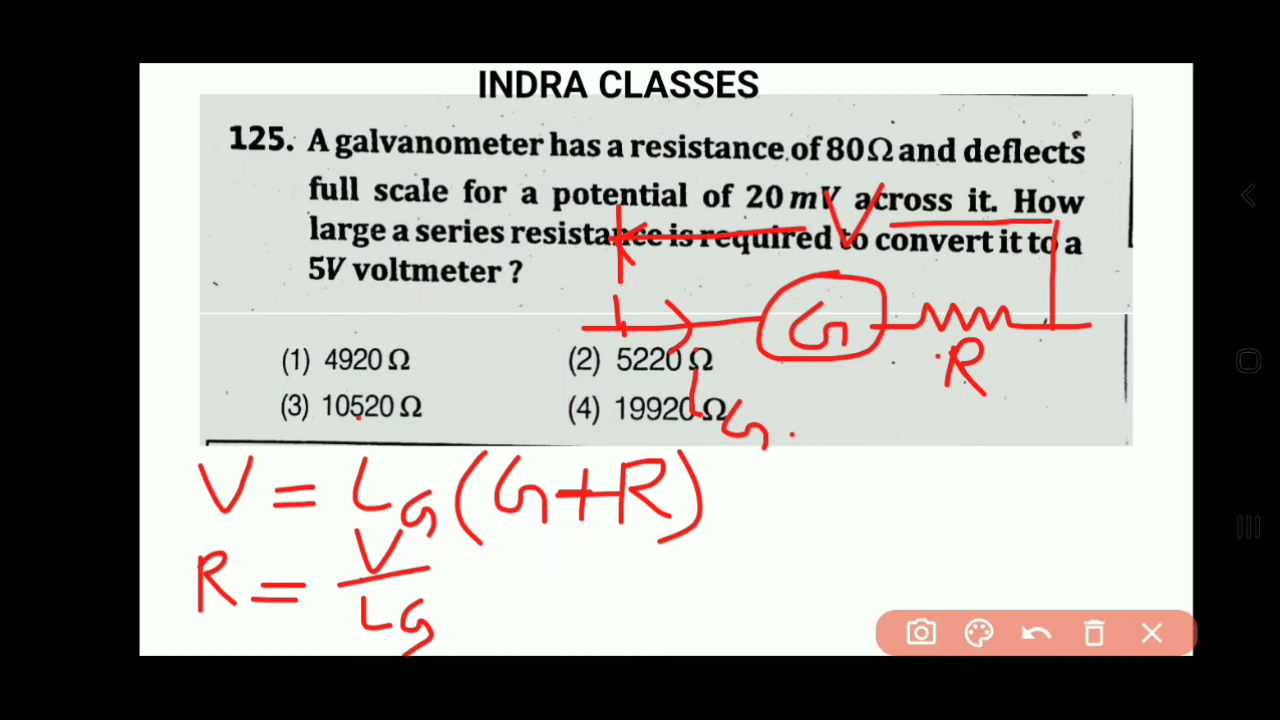 INDRA CLASSES
125. A galvanometer has a resistance of 80Ω and deflects
full scale for a potential of 20 mV across it. How
large a series resistance is required to convert it to a
5V voltmeter ?
V
G
R
(1) 4920 Ω (2) 5220 Ω
(3) 10520 Ω (4) 19920 Ω
iG
V = iG (G+R)
R = V
iG